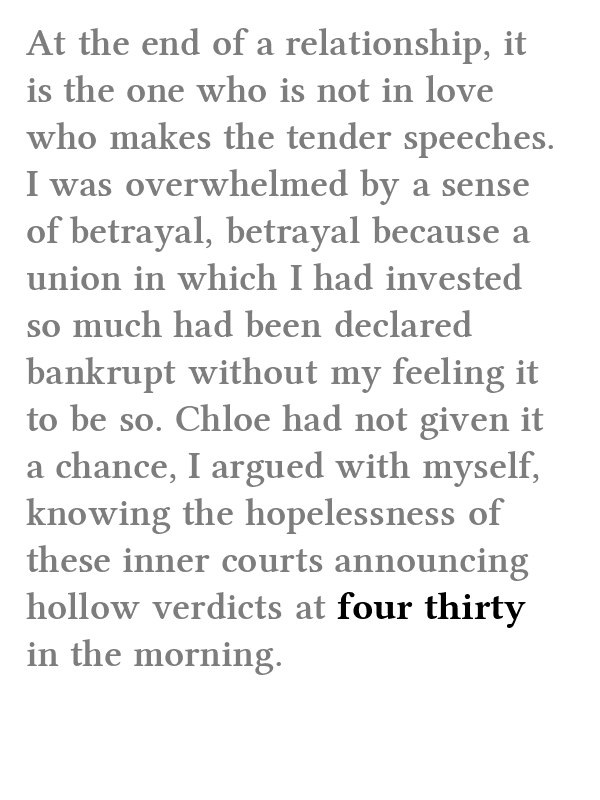 At the end of a relationship, it
is the one who is not in love
who makes the tender speeches.
I was overwhelmed by a sense
of betrayal, betrayal because a
union in which I had invested
so much had been declared
bankrupt without my feeling it
to be so. Chloe had not given it
a chance, I argued with myself,
knowing the hopelessness of
these inner courts announcing
hollow verdicts at four thirty
in the morning.